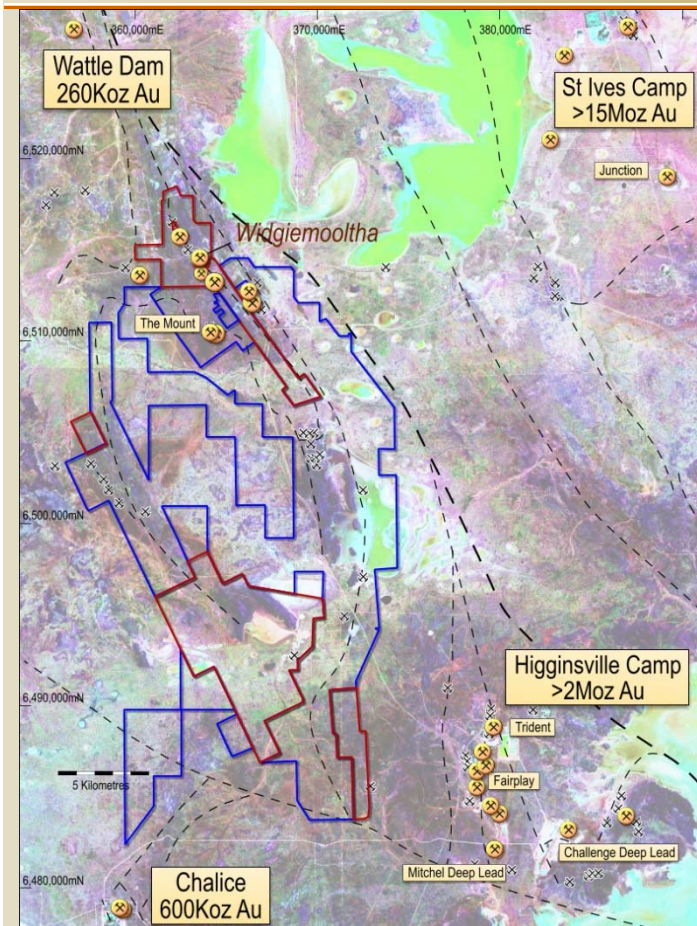 360,000mE
370,000mE
380,000mE
Wattle Dam
260Koz Au
St Ives Camp
>15Moz Au
6,520,000mN
Junction
Widgiemooltha
6,510,000mN
The Mount
6,500,000mN
6,490,000mN
Higginsville Camp
>2Moz Au
Trident
5 Kilometres
Fairplay
Challenge Deep Lead
Mitchel Deep Lead
6,480,000mN
Chalice
600Koz Au